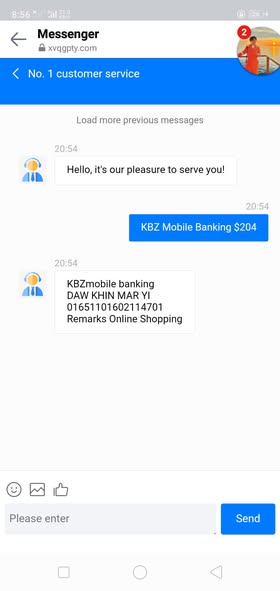 8:56
Messenger
xvqgpty.com
2
No. 1 customer service
Load more previous messages
20:54
Hello, it's our pleasure to serve you!
20:54
KBZ Mobile Banking $204
20:54
KBZmobile banking
DAW KHIN MAR YI
01651101602114701
Remarks Online Shopping
Please enter
Send